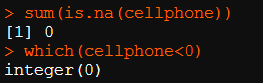 > sum(is.na(cellphone))
[1] 0
> which(cellphone<0)
integer(0)